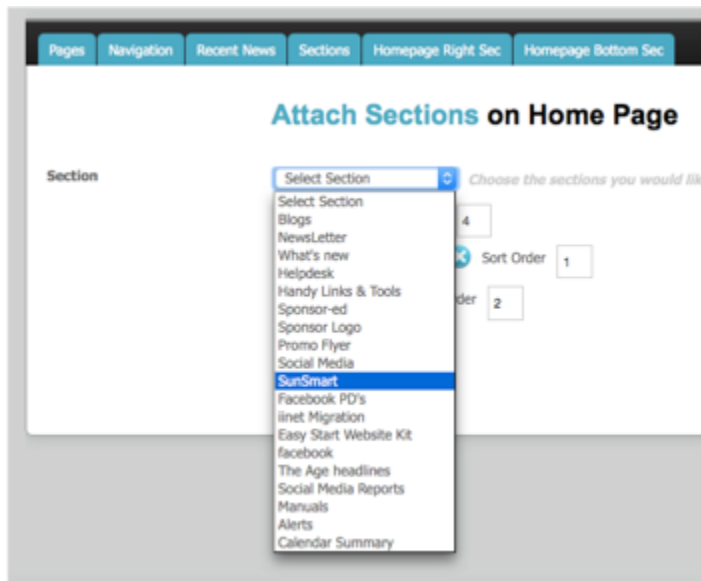 Pages Navigation Recent News Sections Homepage Right Sec Homepage Bottom Sec
Attach Sections on Home Page
Section
Select Section
Choose the sections you would lik
Select Section
Blogs
4
NewsLetter
What's new
Sort Order 1
Helpdesk
Handy Links & Tools
der 2
Sponsor-ed
Sponsor Logo
Promo Flyer
Social Media
SunSmart
Facebook PD's
iinet Migration
Easy Start Website Kit
facebook
The Age headlines
Social Media Reports
Manuals
Alerts
Calendar Summary